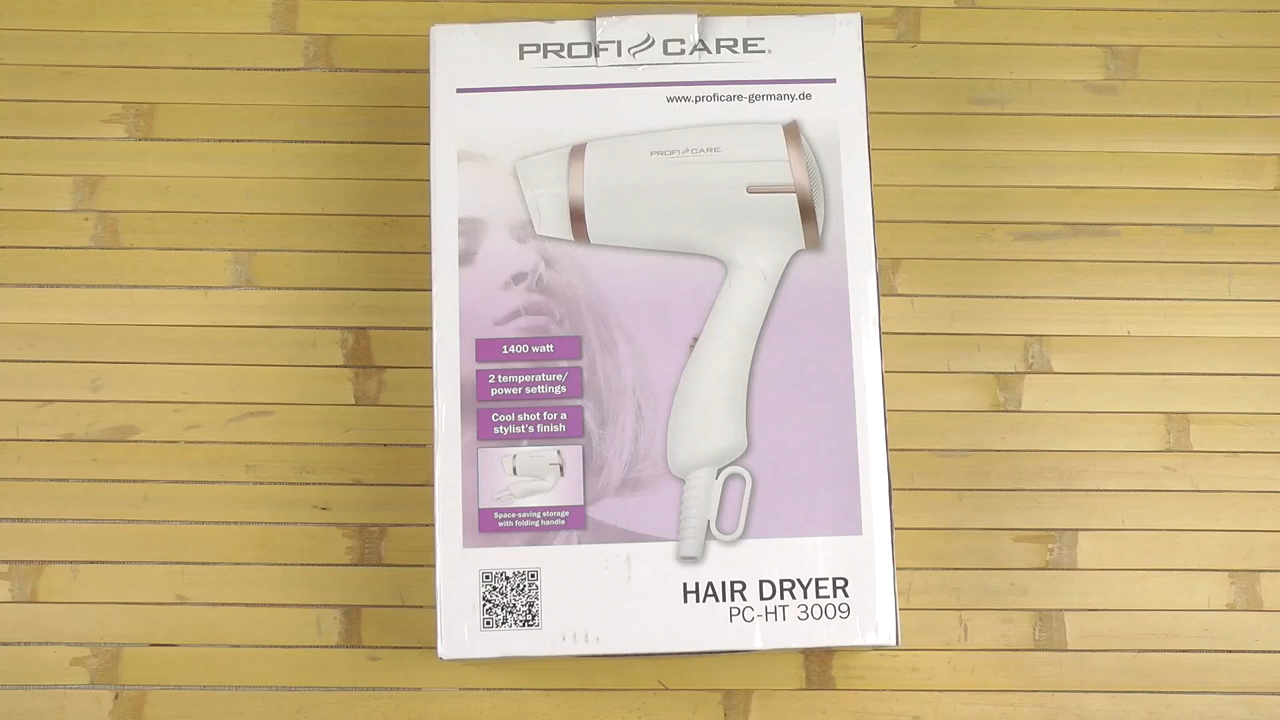 PROFI CARE
www.proficare-germany.de
PROFI CARE
1400 watt
2 temperature/
power settings
Cool shot for a
stylist's finish
Space-saving storage
with folding handle
HAIR DRYER
PC-HT 3009